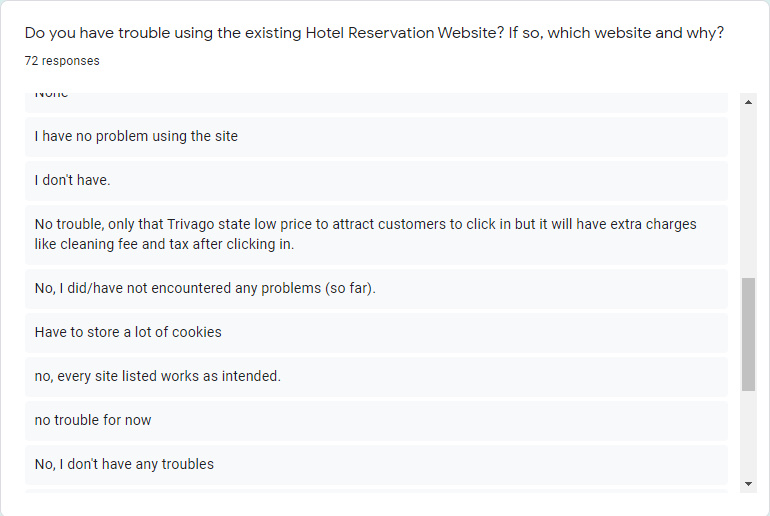 Do you have trouble using the existing Hotel Reservation Website? If so, which website and why?
72 responses
None
I have no problem using the site
I don't have.
No trouble, only that Trivago state low price to attract customers to click in but it will have extra charges
like cleaning fee and tax after clicking in.
No, I did/have not encountered any problems (so far).
Have to store a lot of cookies
no, every site listed works as intended.
no trouble for now
No, I don't have any troubles